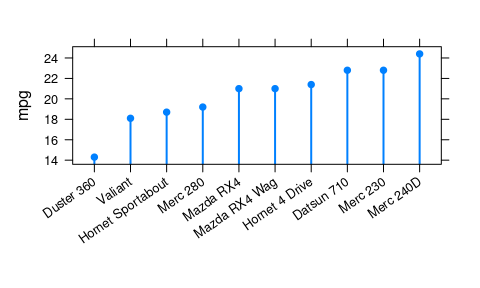 mpg
24
22
20
18
16
14
Duster 360
Valiant
Hornet Sportabout
Merc 280
Mazda RX4
Mazda RX4 Wag
Hornet 4 Drive
Datsun 710
Merc 230
Merc 240D